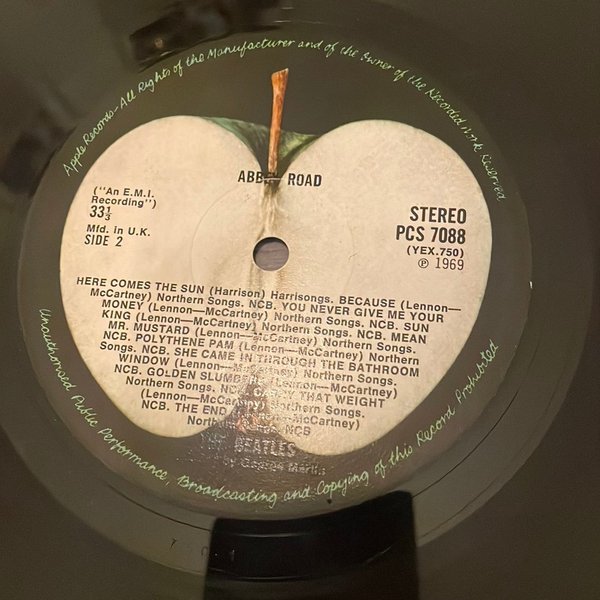 Apple Records-All Rights of the Manufacturer and of the Owner of the Recorded Work Reserved
ABBEY ROAD
("An E.M.I.
Recording")
33⅓
Mfd. in U.K.
SIDE 2
STEREO
PCS 7088
(YEX.750)
℗ 1969
HERE COMES THE SUN (Harrison) Harrisongs. BECAUSE (Lennon—
McCartney) Northern Songs. NCB. YOU NEVER GIVE ME YOUR
MONEY (Lennon—McCartney) Northern Songs. NCB. SUN
KING (Lennon—McCartney) Northern Songs. NCB. MEAN
MR. MUSTARD (Lennon—McCartney) Northern Songs.
NCB. POLYTHENE PAM (Lennon—McCartney) Northern
Songs. NCB. SHE CAME IN THROUGH THE BATHROOM
WINDOW (Lennon—McCartney) Northern Songs.
NCB. GOLDEN SLUMBERS (Lennon—McCartney)
Northern Songs. NCB. CARRY THAT WEIGHT
(Lennon—McCartney) Northern Songs.
NCB. THE END McCartney)
NCB
BEATLES
George Martin
Unauthorised Public Performance, Broadcasting and Copying of this Record Prohibited